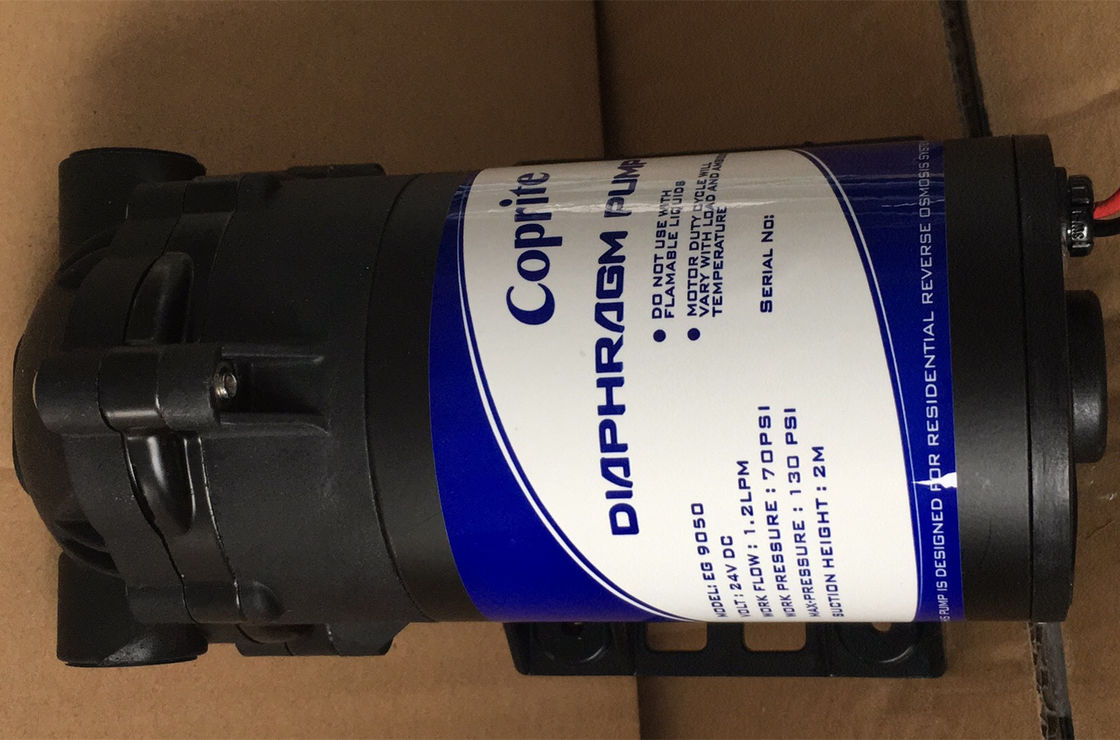 Coprite
DIAPHRAGM PUMP
• DO NOT USE WITH
FLAMABLE LIQUIDS
• MOTOR DUTY CYCLE WILL
VARY WITH LOAD AND
TEMPERATURE
SERIAL No:
MODEL: EG 9050
VOLT: 24V DC
WORK FLOW: 1.2LPM
WORK PRESSURE : 70PSI
MAX-PRESSURE : 130 PSI
SUCTION HEIGHT : 2M
PUMP IS DESIGNED FOR RESIDENTIAL REVERSE OSMOSIS